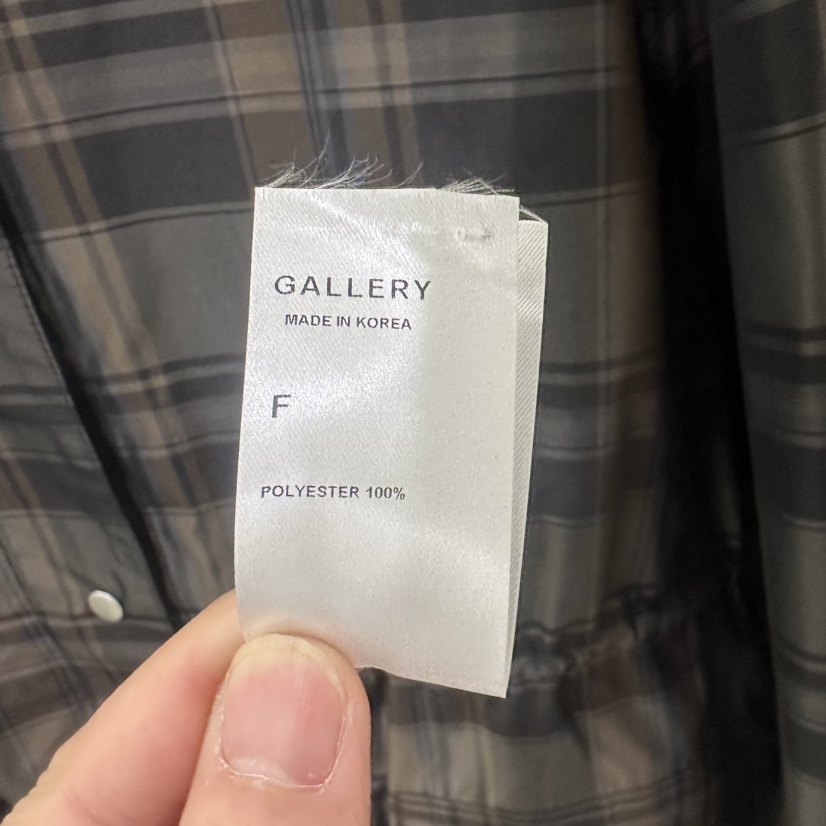 GALLERY
MADE IN KOREA
F
POLYESTER 100%